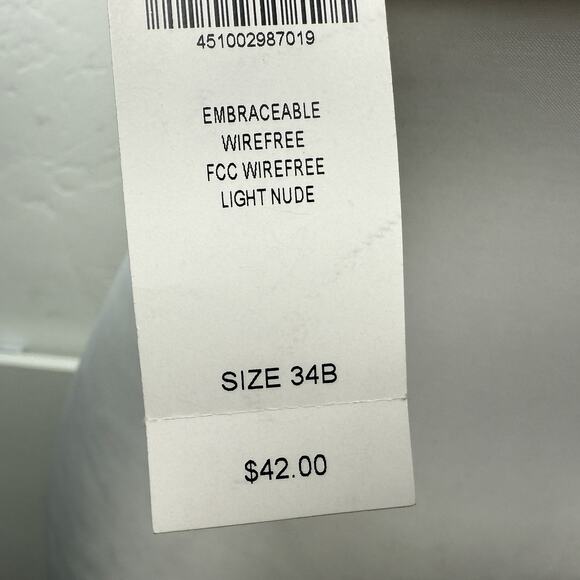 451002987019
EMBRACEABLE
WIREFREE
FCC WIREFREE
LIGHT NUDE
SIZE 34B
$42.00